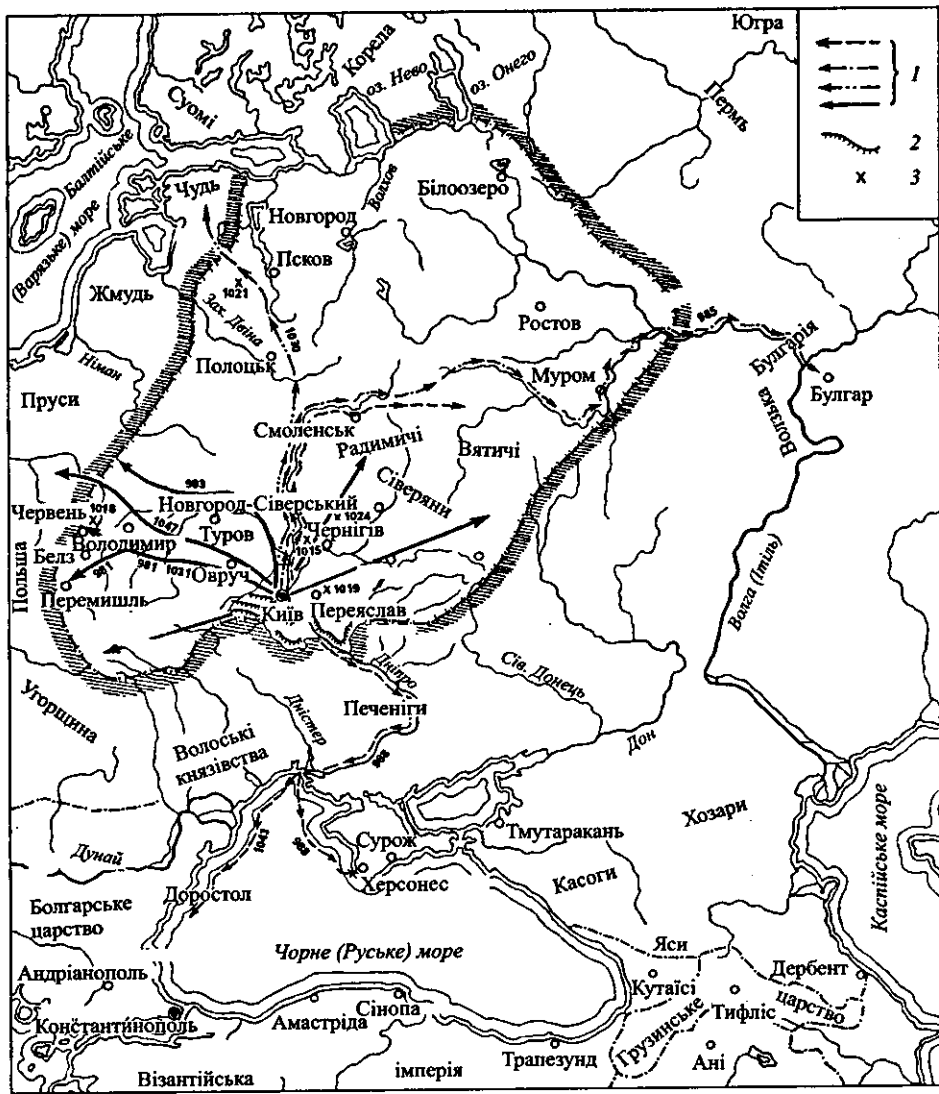 Югра
Корела
оз. Нево
оз. Онего
Пермь
Суомі
1
2
3
Балтійське
(Варязьке) море
Чудь
Волхов
Білоозеро
Новгород
Псков
1021
Жмудь
Зах. Двіна
1030
Ростов
985
Булгарія
Волзька
Булгар
Полоцьк
Німан
Пруси
Муром
Смоленськ
Радимичі
Вятичі
983
Сіверяни
Новгород-Сіверський
Червень
1018
1047
Туров
1024
Чернігів
1015
Польша
Володимир
Белз
981
981
1031
Овруч
Перемишль
1019
Київ
Переяслав
Волга (Ітіль)
Дніпро
Сів. Донець
Угорщина
Дністер
Печеніги
Волоські
князівства
988
Дон
1043
988
Тмутаракань
Хозари
Сурож
Дунай
Херсонес
Касоги
Каспійське море
Доростол
Болгарське
царство
Чорне (Руське) море
Яси
Андріанополь
Дербент
Кутаїсі
царство
Сінопа
Тифліс
Константинополь
Амастріда
Грузинське
Трапезунд
Ані
Візантійська
імперія